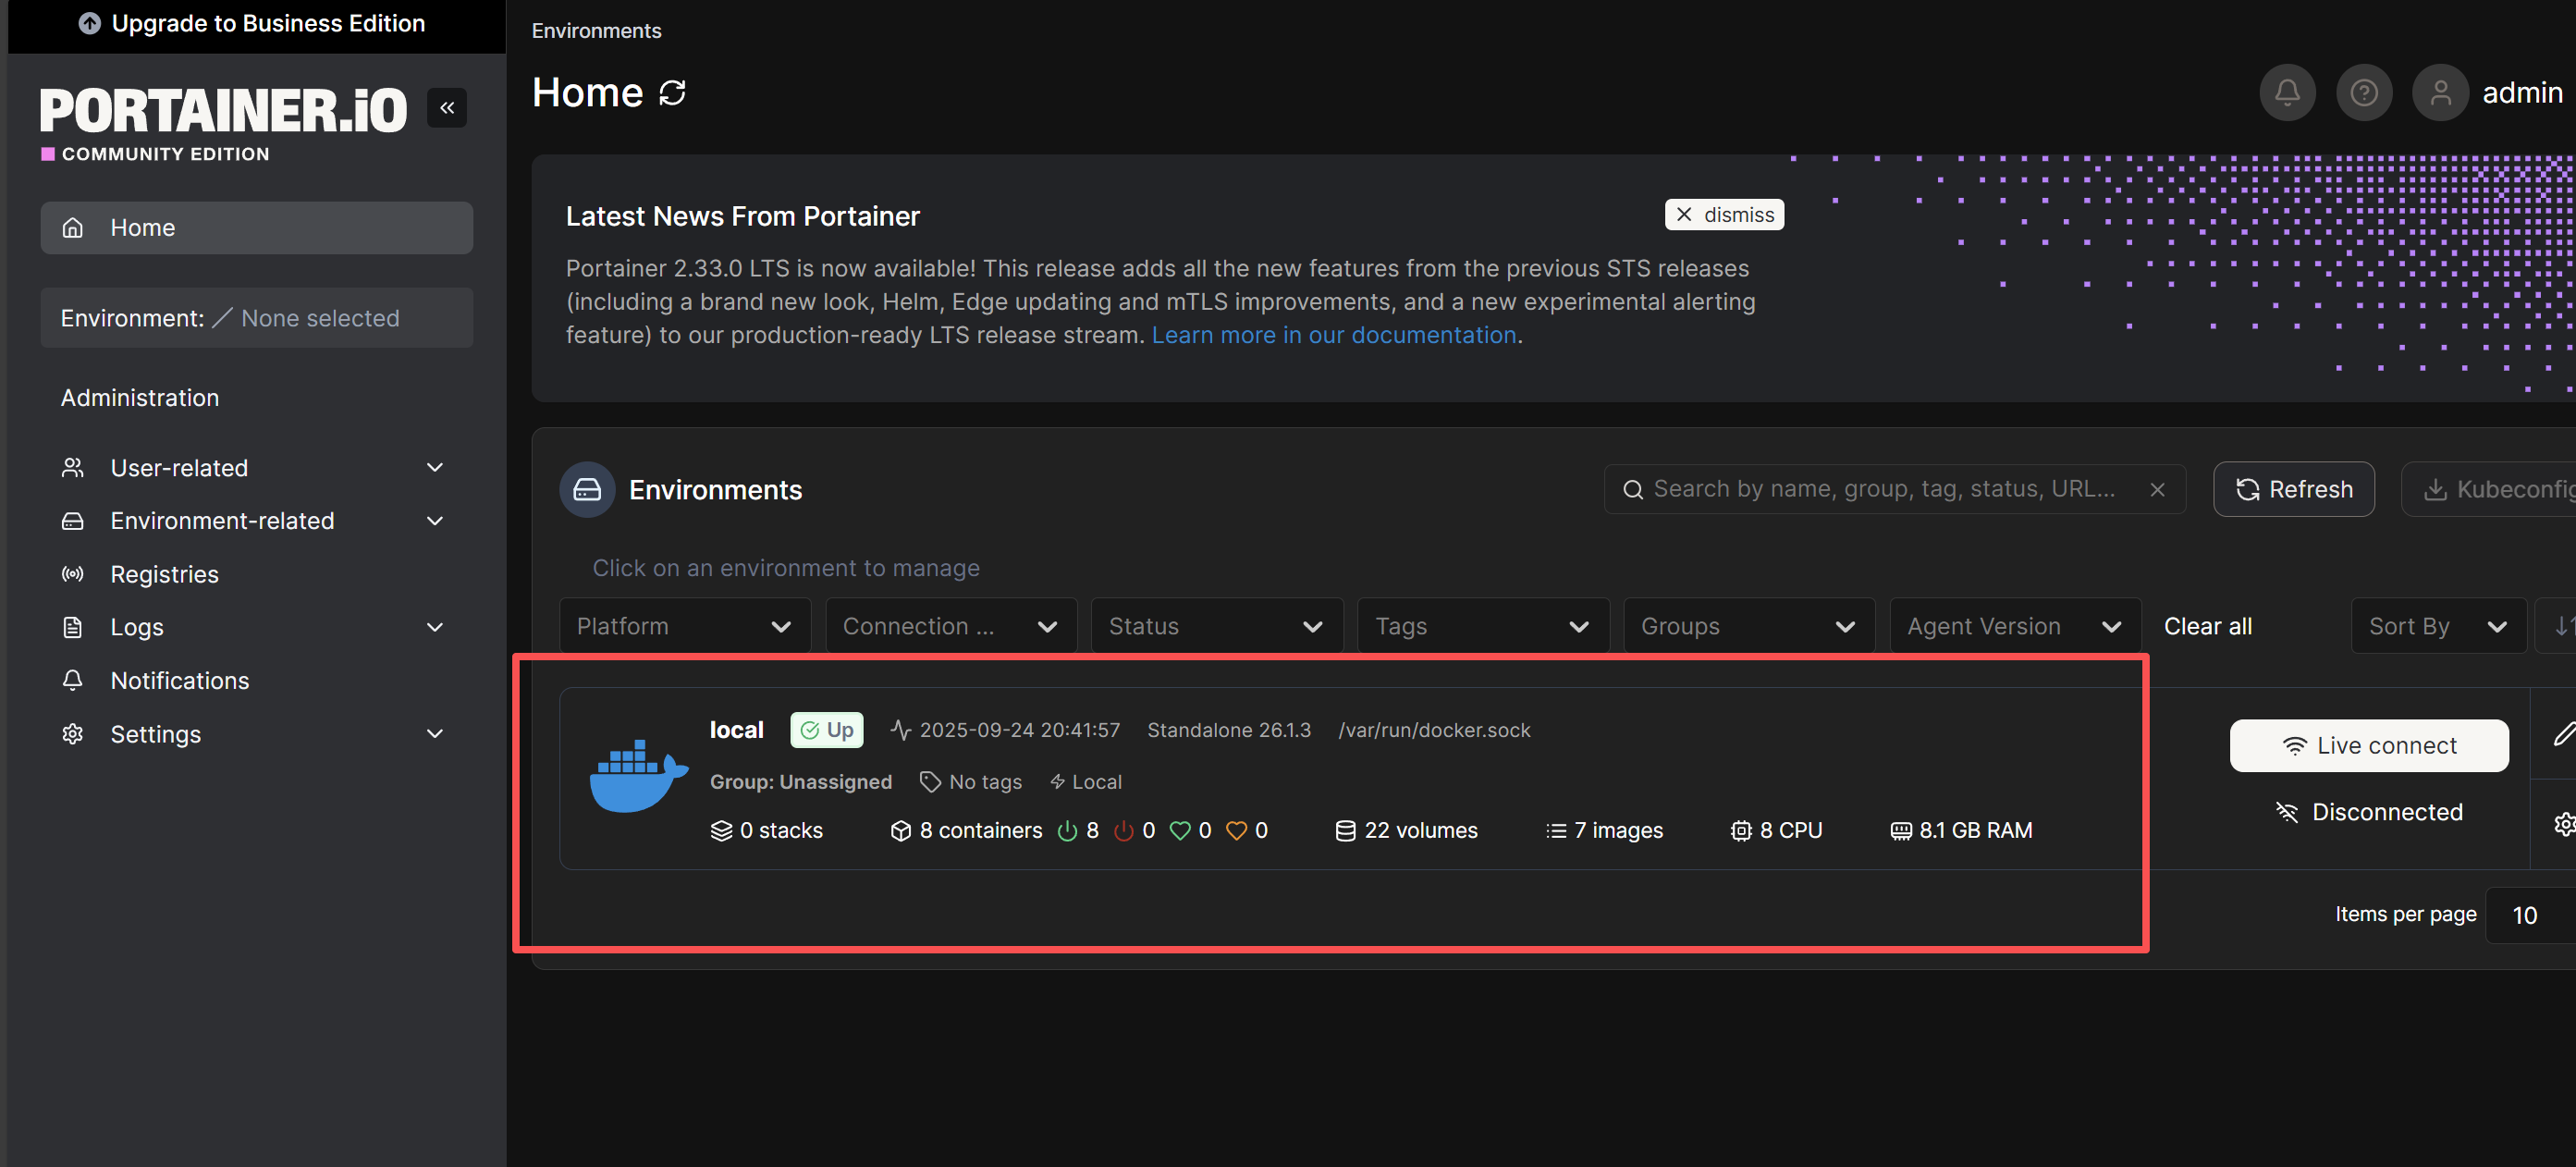 Upgrade to Business Edition
PORTAINER.iO
COMMUNITY EDITION
Home
Environment: None selected
Administration
User-related
Environment-related
Registries
Logs
Notifications
Settings
Environments
Home
admin
Latest News From Portainer
dismiss
Portainer 2.33.0 LTS is now available! This release adds all the new features from the previous STS releases
(including a brand new look, Helm, Edge updating and mTLS improvements, and a new experimental alerting
feature) to our production-ready LTS release stream. Learn more in our documentation.
Environments
Search by name, group, tag, status, URL...
Refresh
Kubeconfig
Click on an environment to manage
Platform
Connection ...
Status
Tags
Groups
Agent Version
Clear all
Sort By
local Up 2025-09-24 20:41:57 Standalone 26.1.3 /var/run/docker.sock
Group: Unassigned No tags Local
0 stacks 8 containers 8 0 0 0 22 volumes 7 images 8 CPU 8.1 GB RAM
Live connect
Disconnected
Items per page 10